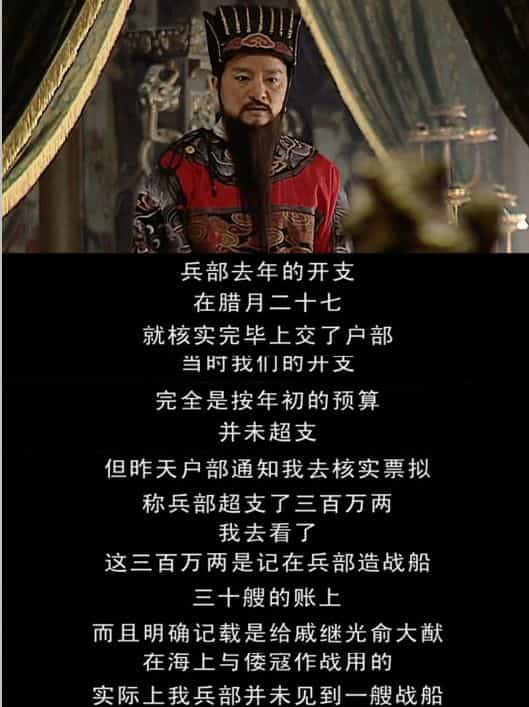 兵部去年的开支
在腊月二十七
就核实完毕上交了户部
当时我们的开支
完全是按年初的预算
并未超支
但昨天户部通知我去核实票拟
称兵部超支了三百万两
我去看了
这三百万两是记在兵部造战船
三十艘的账上
而且明确记载是给戚继光俞大猷
在海上与倭寇作战用的
实际上我兵部并未见到一艘战船